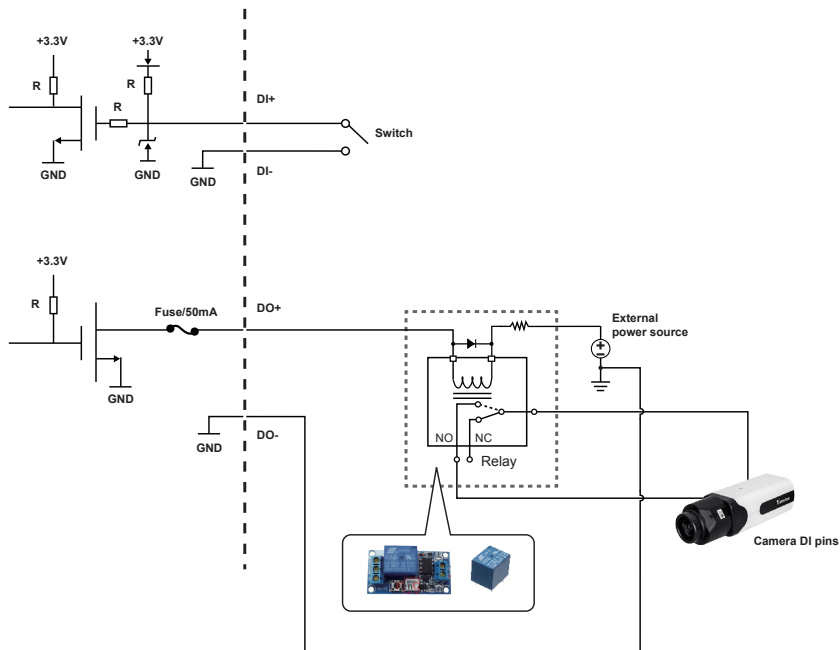 +3.3V
+3.3V
R
R
R
DI+
Switch
GND
GND
GND
DI-
+3.3V
R
Fuse/50mA
DO+
External
power source
GND
GND
DO-
NO
NC
Relay
Camera DI pins